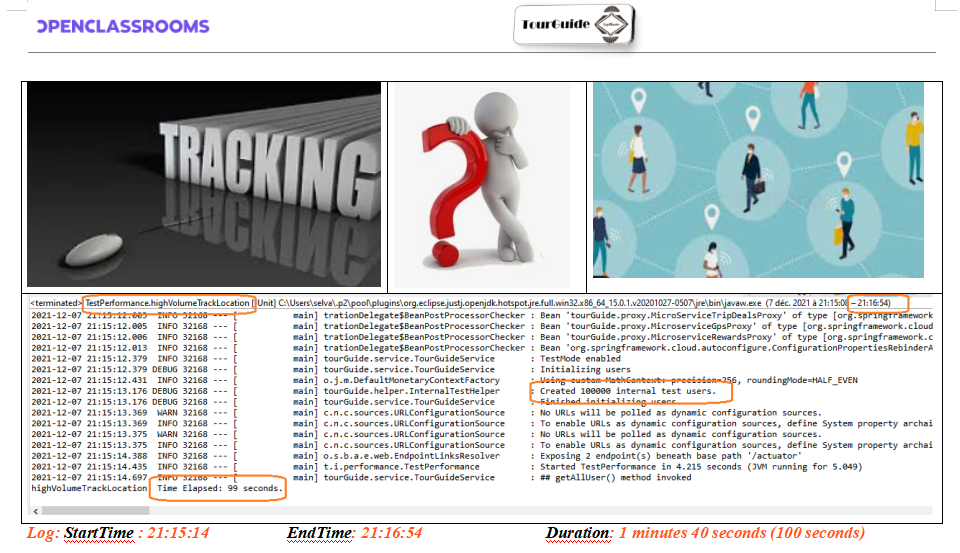 OPENCLASSROOMS
TourGuide
TRACKING
?
<terminated> TestPerformance.highVolumeTrackLocation [ Unit] C:\Users\selva\.p2\pool\plugins\org.eclipse.justj.openjdk.hotspot.jre.full.win32.x86_64_15.0.1.v20201027-0507\jre\bin\javaw.exe (7 déc. 2021 à 21:15:08 – 21:16:54)
2021-12-07 21:15:12.003 INFO 32168 --- [ main] trationDelegate$BeanPostProcessorChecker : Bean 'tourGuide.proxy.MicroServiceTripDealsProxy' of type [org.springframework
2021-12-07 21:15:12.005 INFO 32168 --- [ main] trationDelegate$BeanPostProcessorChecker : Bean 'tourGuide.proxy.MicroserviceGpsProxy' of type [org.springframework.cloud
2021-12-07 21:15:12.006 INFO 32168 --- [ main] trationDelegate$BeanPostProcessorChecker : Bean 'tourGuide.proxy.MicroserviceRewardsProxy' of type [org.springframework.c
2021-12-07 21:15:12.013 INFO 32168 --- [ main] trationDelegate$BeanPostProcessorChecker : Bean 'org.springframework.cloud.autoconfigure.ConfigurationPropertiesRebinderA
2021-12-07 21:15:12.379 INFO 32168 --- [ main] tourGuide.service.TourGuideService : TestMode enabled
2021-12-07 21:15:12.379 DEBUG 32168 --- [ main] tourGuide.service.TourGuideService : Initializing users
2021-12-07 21:15:12.431 INFO 32168 --- [ main] o.j.m.DefaultMonetaryContextFactory : Using custom MathContext: precision=256, roundingMode=HALF_EVEN
2021-12-07 21:15:13.176 DEBUG 32168 --- [ main] tourGuide.helper.InternalTestHelper : Created 100000 internal test users.
2021-12-07 21:15:13.176 DEBUG 32168 --- [ main] tourGuide.service.TourGuideService : Finished initializing users
2021-12-07 21:15:13.369 WARN 32168 --- [ main] c.n.c.sources.URLConfigurationSource : No URLs will be polled as dynamic configuration sources.
2021-12-07 21:15:13.369 INFO 32168 --- [ main] c.n.c.sources.URLConfigurationSource : To enable URLs as dynamic configuration sources, define System property archai
2021-12-07 21:15:13.375 WARN 32168 --- [ main] c.n.c.sources.URLConfigurationSource : No URLs will be polled as dynamic configuration sources.
2021-12-07 21:15:13.375 INFO 32168 --- [ main] c.n.c.sources.URLConfigurationSource : To enable URLs as dynamic configuration sources, define System property archai
2021-12-07 21:15:14.388 INFO 32168 --- [ main] o.s.b.a.e.web.EndpointLinksResolver : Exposing 2 endpoint(s) beneath base path '/actuator'
2021-12-07 21:15:14.435 INFO 32168 --- [ main] t.i.performance.TestPerformance : Started TestPerformance in 4.215 seconds (JVM running for 5.049)
2021-12-07 21:15:14.697 INFO 32168 --- [ main] tourGuide.service.TourGuideService : ## getAllUser() method invoked
highVolumeTrackLocation Time Elapsed: 99 seconds.
Log: StartTime : 21:15:14 EndTime: 21:16:54 Duration: 1 minutes 40 seconds (100 seconds)